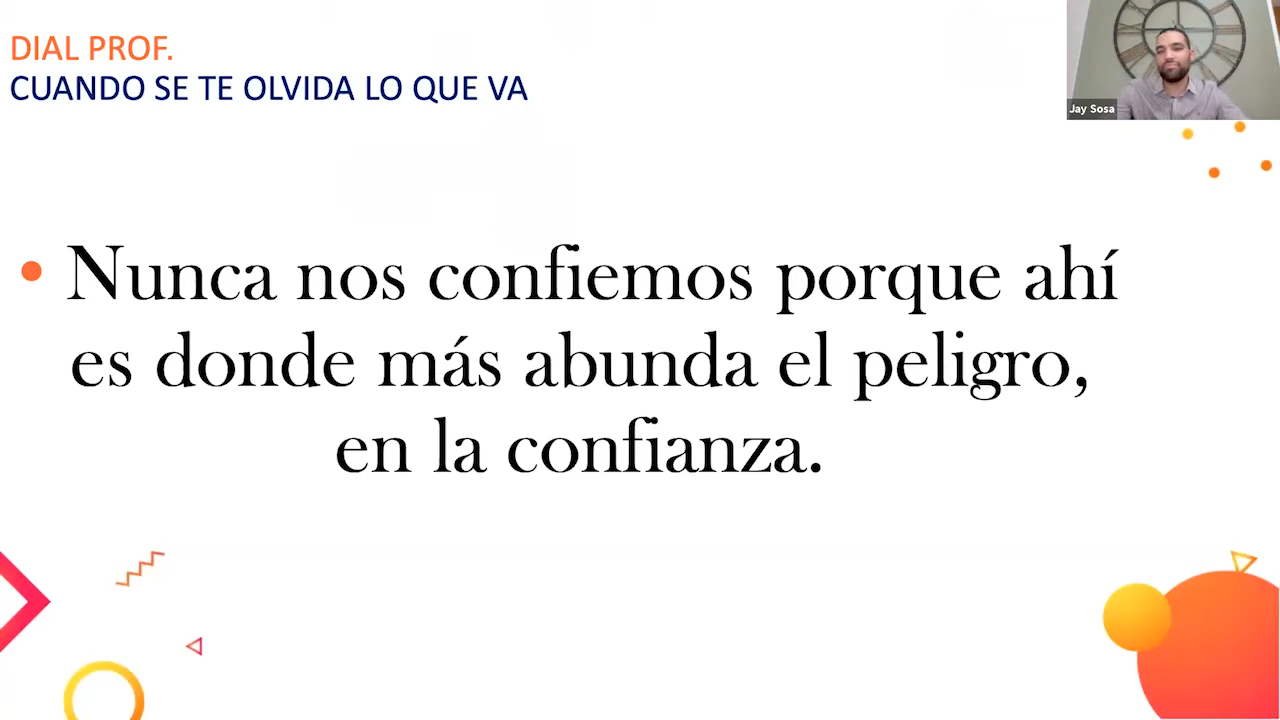 DIAL PROF.
CUANDO SE TE OLVIDA LO QUE VA
Jay Sosa
• Nunca nos confiemos porque ahí
es donde más abunda el peligro,
en la confianza.